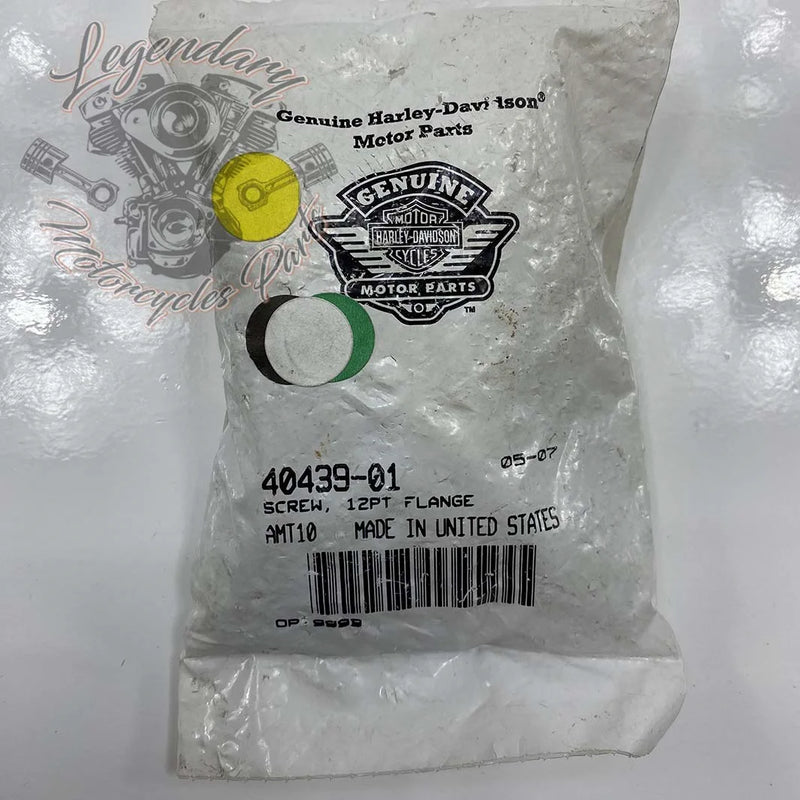 Legendary
Motorcycles Parts
Genuine Harley-Davidson®
Motor Parts
GENUINE
MOTOR
HARLEY-DAVIDSON
CYCLES
MOTOR PARTS
TM
05-07
40439-01
SCREW, 12PT FLANGE
AMT10 MADE IN UNITED STATES